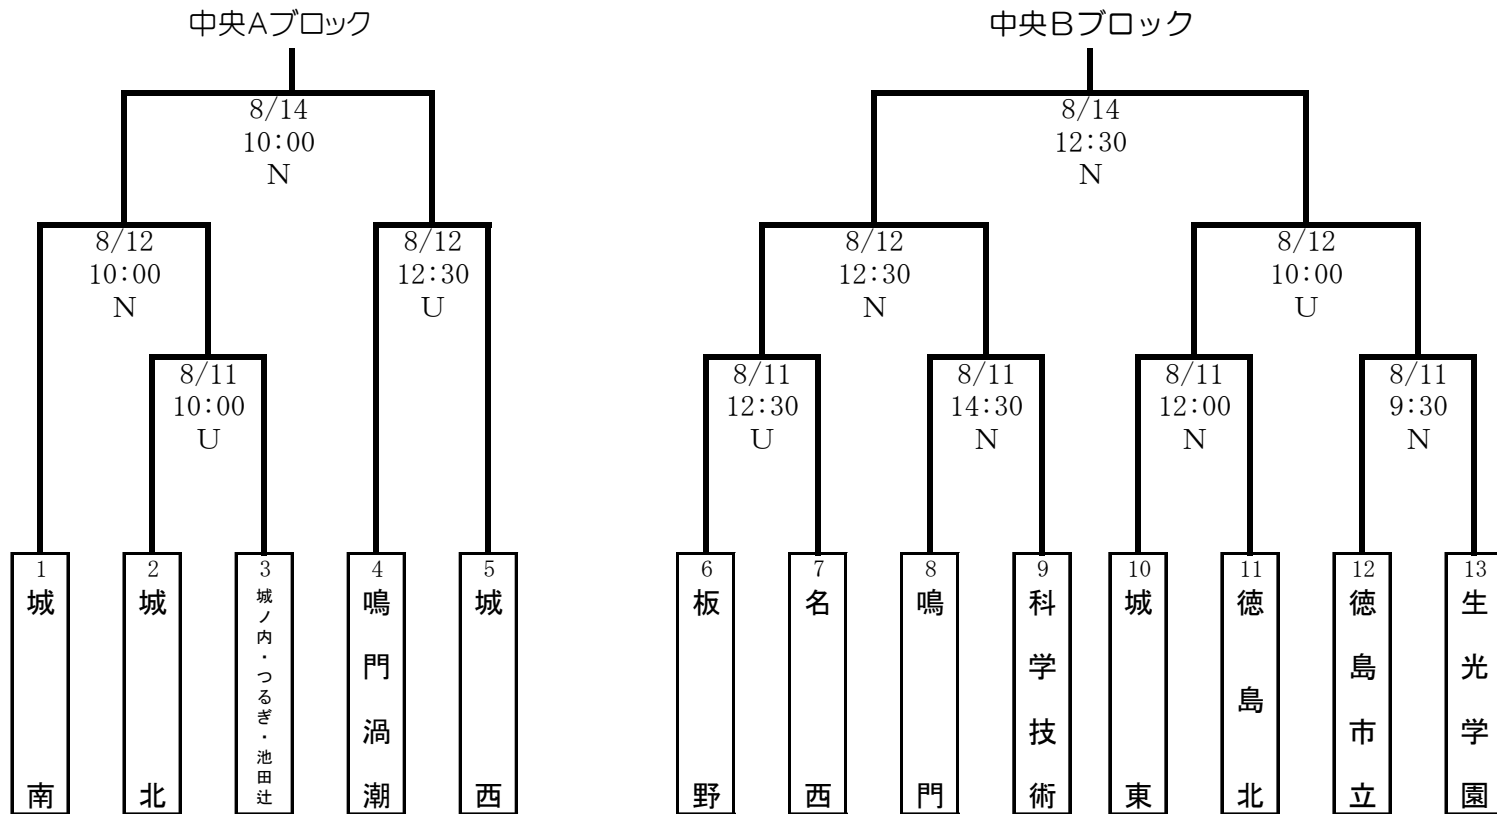 中央Aブロック
8/14
10:00
N
8/12
10:00
N
8/12
12:30
U
8/11
10:00
U
1
城南
2
城北
3
城ノ内・つるぎ・池田辻
4
鳴門渦潮
5
城西
中央Bブロック
8/14
12:30
N
8/12
12:30
N
8/12
10:00
U
8/11
12:30
U
8/11
14:30
N
8/11
12:00
N
8/11
9:30
N
6
板野
7
名西
8
鳴門
9
科学技術
10
城東
11
徳島北
12
徳島市立
13
生光学園